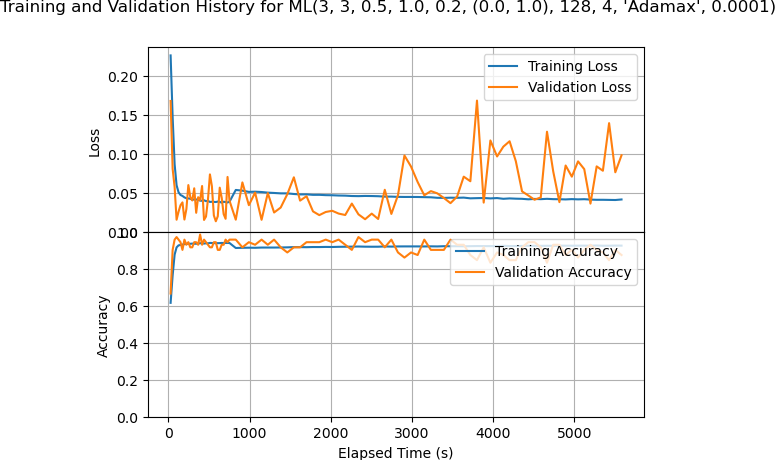 Training and Validation History for ML(3, 3, 0.5, 1.0, 0.2, (0.0, 1.0), 128, 4, 'Adamax', 0.0001)
Training Loss
Validation Loss
0.20
0.15
0.10
0.05
0.00
Loss
1.0
Training Accuracy
Validation Accuracy
0.8
0.6
0.4
0.2
0.0
Accuracy
0 1000 2000 3000 4000 5000
Elapsed Time (s)